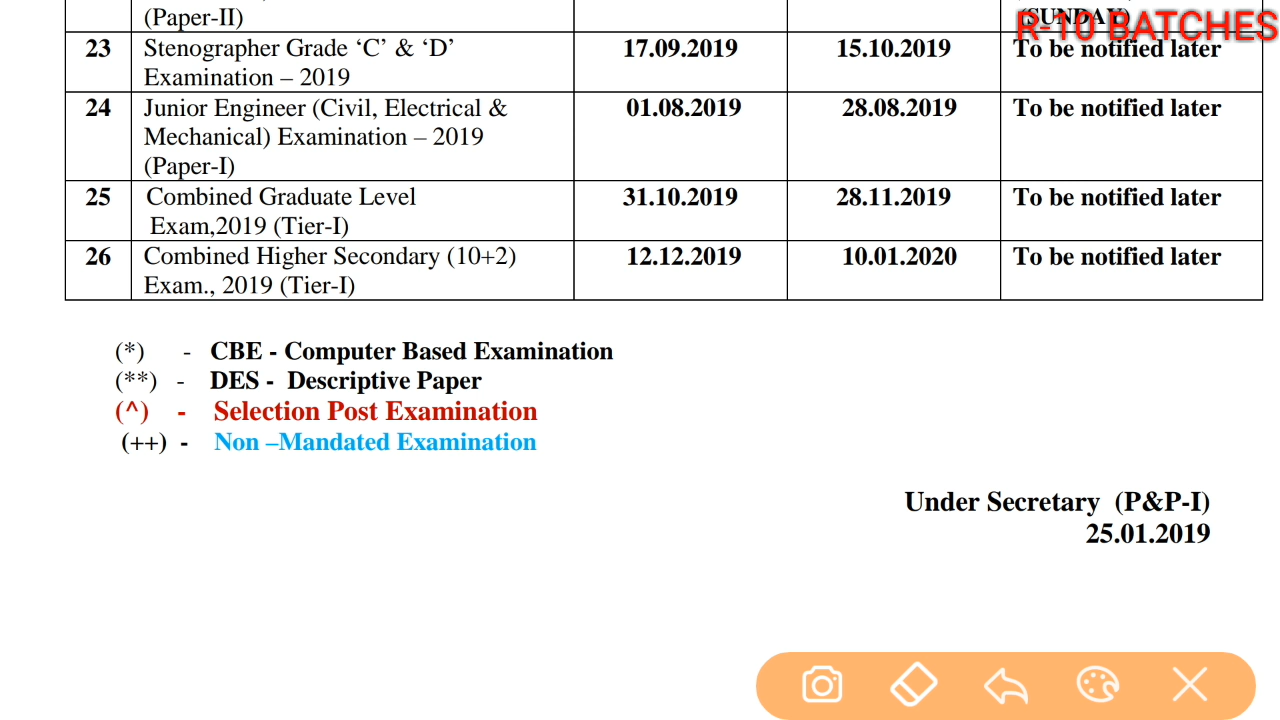 (Paper-II)
(SUNDAY)
R-10 BATCHES
23 Stenographer Grade ‘C’ & ‘D’ 17.09.2019 15.10.2019 To be notified later
Examination – 2019
24 Junior Engineer (Civil, Electrical & 01.08.2019 28.08.2019 To be notified later
Mechanical) Examination – 2019
(Paper-I)
25 Combined Graduate Level 31.10.2019 28.11.2019 To be notified later
Exam,2019 (Tier-I)
26 Combined Higher Secondary (10+2) 12.12.2019 10.01.2020 To be notified later
Exam., 2019 (Tier-I)
(*) - CBE - Computer Based Examination
(**) - DES - Descriptive Paper
(^) - Selection Post Examination
(++) - Non –Mandated Examination
Under Secretary (P&P-I)
25.01.2019